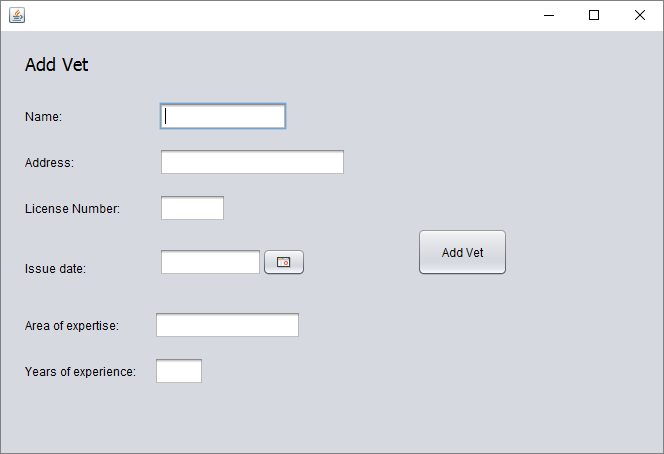 Add Vet
Name:
Address:
License Number:
Issue date:
Add Vet
Area of expertise:
Years of experience: